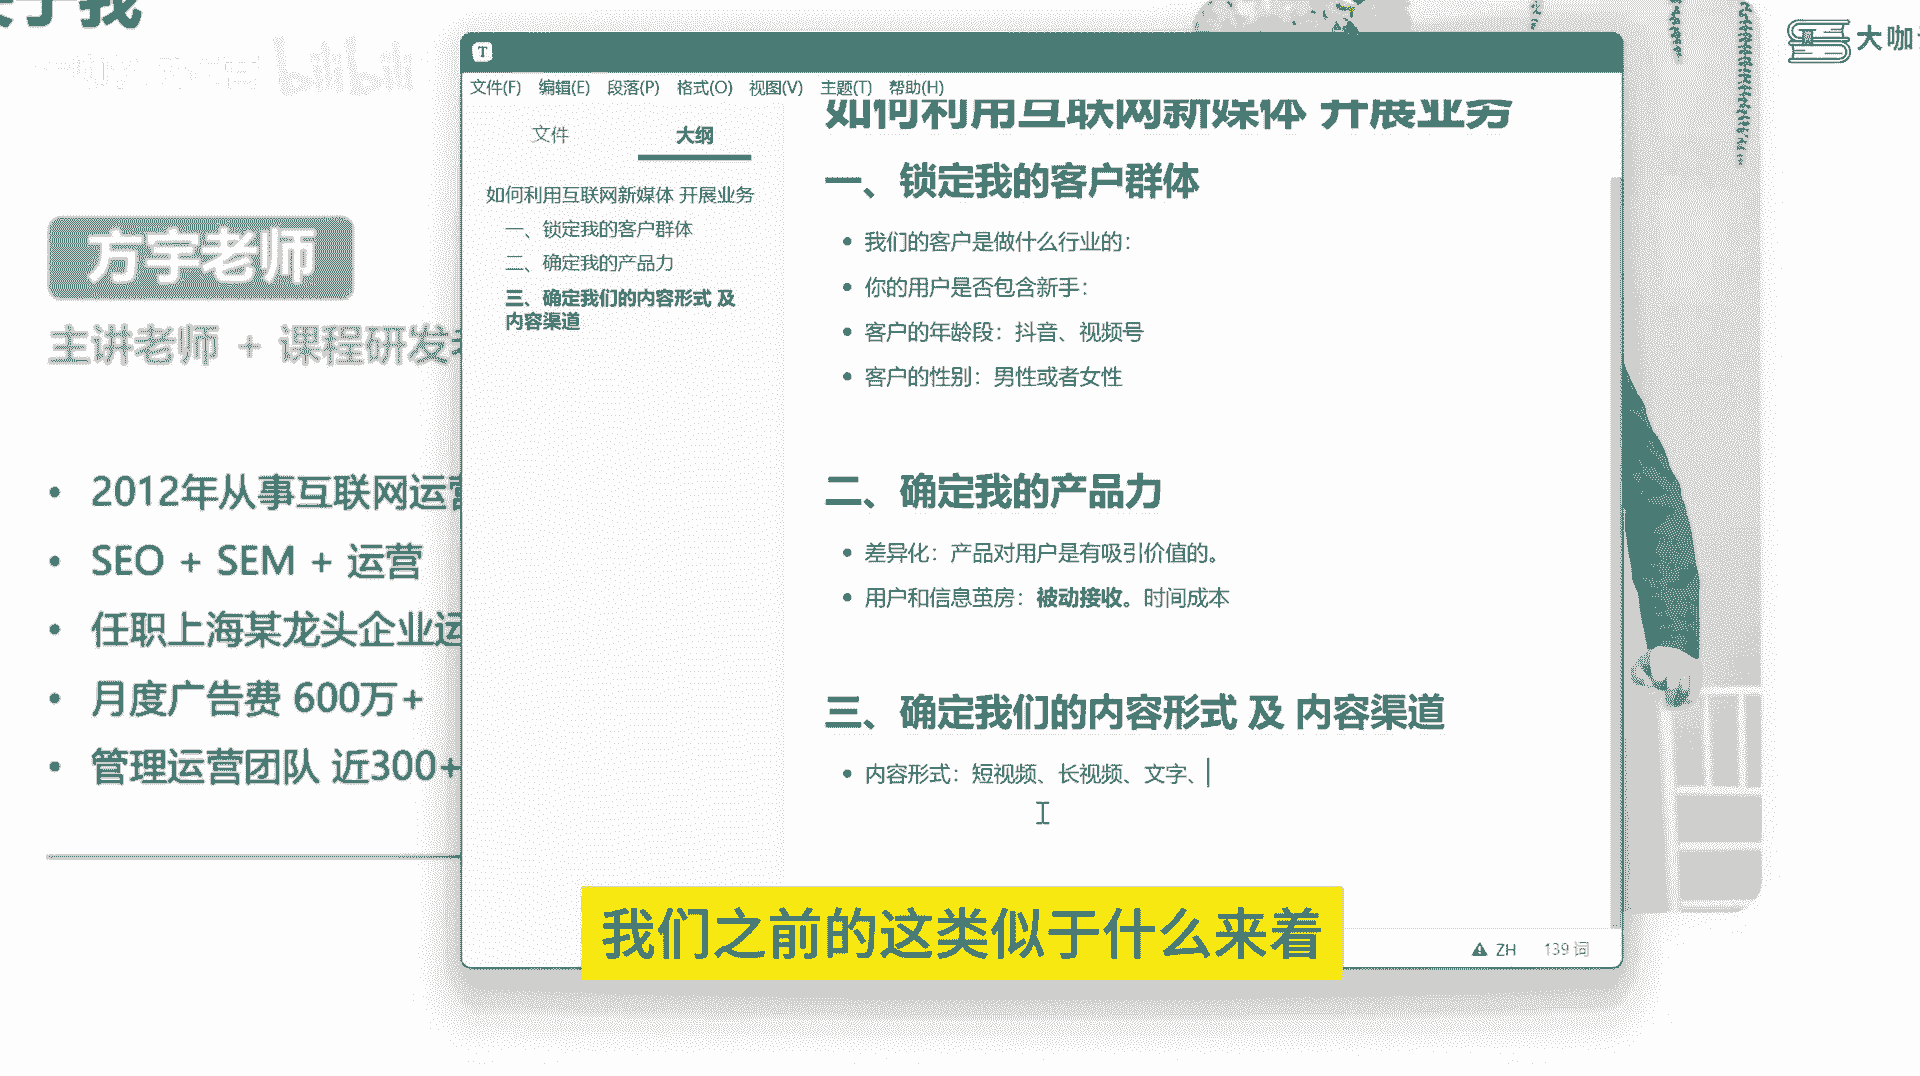 关于我
bilibili
大咖
方宇老师
主讲老师 + 课程研发
2012年从事互联网运营
SEO + SEM + 运营
任职上海某龙头企业运
月度广告费 600万+
管理运营团队 近300+
T
文件(F) 编辑(E) 段落(P) 格式(O) 视图(V) 主题(T) 帮助(H)
文件 大纲
如何利用互联网新媒体 开展业务
一、锁定我的客户群体
二、确定我的产品力
三、确定我们的内容形式 及
内容渠道
如何利用互联网新媒体 开展业务
一、锁定我的客户群体
我们的客户是做什么行业的：
你的用户是否包含新手：
客户的年龄段：抖音、视频号
客户的性别：男性或者女性
二、确定我的产品力
差异化：产品对用户是有吸引价值的。
用户和信息茧房：被动接收。时间成本
三、确定我们的内容形式 及 内容渠道
内容形式：短视频、长视频、文字、
ZH 139 词
我们之前的这类似于什么来着